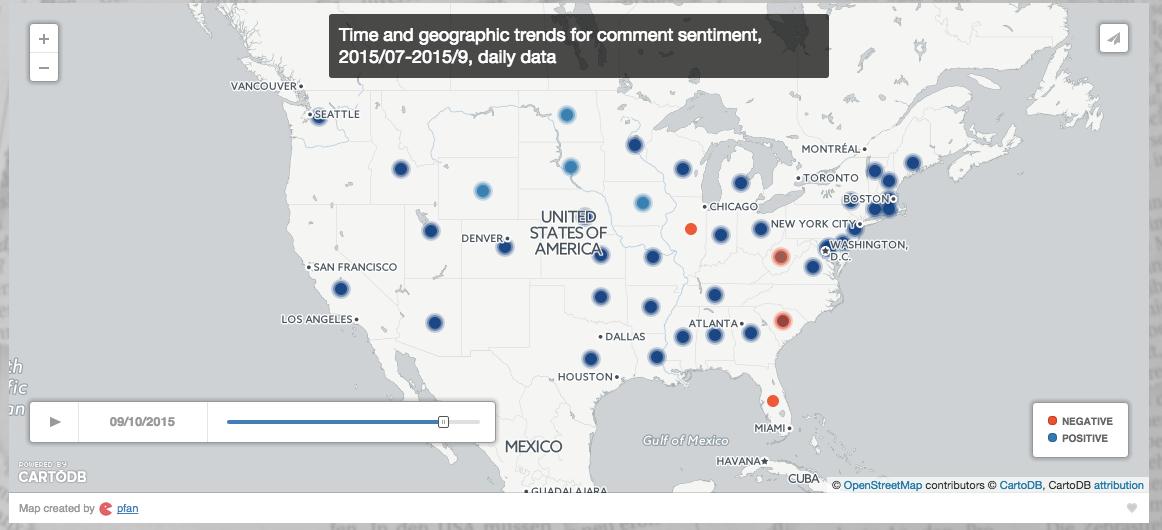 Time and geographic trends for comment sentiment,
2015/07-2015/9, daily data
+
−
VANCOUVER
SEATTLE
MONTRÉAL
TORONTO
BOSTON
CHICAGO
NEW YORK CITY
UNITED
STATES OF
AMERICA
DENVER
WASHINGTON,
D.C.
SAN FRANCISCO
LOS ANGELES
ATLANTA
DALLAS
HOUSTON
09/10/2015
NEGATIVE
POSITIVE
MIAMI
MEXICO
Gulf of Mexico
HAVANA
CUBA
GUADALAJARA
POWERED BY
CARTODB
© OpenStreetMap contributors © CartoDB, CartoDB attribution
Map created by pfan